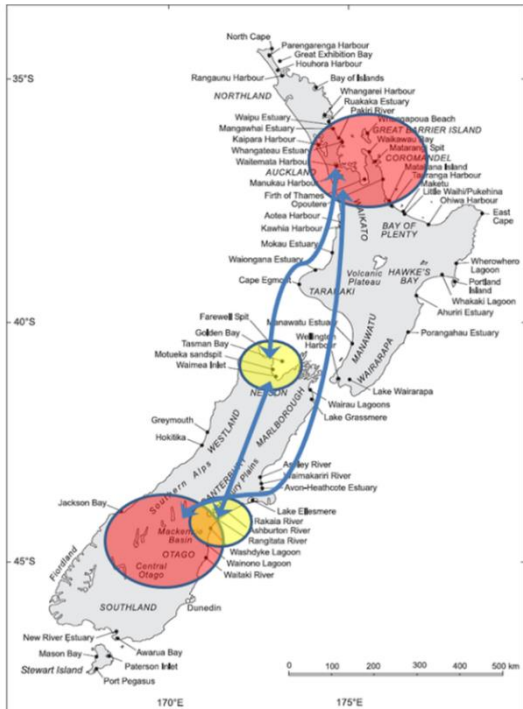 North Cape
Parengarenga Harbour
Great Exhibition Bay
Houhora Harbour
35°S
Rangaunu Harbour
Bay of Islands
NORTHLAND
Whangarei Harbour
Ruakaka Estuary
Pakiri River
Waipu Estuary
Whangapoua Beach
Mangawhai Estuary
GREAT BARRIER ISLAND
Kaipara Harbour
Waikawau Bay
Whangateau Estuary
Matarangi Spit
Waitemata Harbour
COROMANDEL
AUCKLAND
Matakana Island
Manukau Harbour
Tauranga Harbour
Maketu
Firth of Thames
Little Waihi/Pukehina
Opoutere
Ohiwa Harbour
Aotea Harbour
WAIKATO
East
Cape
Kawhia Harbour
BAY OF
PLENTY
Mokau Estuary
Waiongana Estuary
Volcanic
Plateau
HAWKE'S
BAY
Wherowhero
Lagoon
Cape Egmont
TARANAKI
Portland
Island
Whakaki Lagoon
Ahuriri Estuary
40°S
Farewell Spit
Manawatu Estuary
Golden Bay
Wellington
Harbour
MANAWATU
Porangahau Estuary
Tasman Bay
Motueka sandspit
WAIRARAPA
Waimea Inlet
NELSON
Lake Wairarapa
Wairau Lagoons
MARLBOROUGH
Lake Grassmere
Greymouth
WESTLAND
Hokitika
Southern Alps
CANTERBURY
Plains
Ashley River
Waimakariri River
Avon-Heathcote Estuary
Jackson Bay
Lake Ellesmere
Rakaia River
Mackenzie
Basin
Ashburton River
Rangitata River
45°S
OTAGO
Washdyke Lagoon
Fiordland
Central
Otago
Wainono Lagoon
Waitaki River
SOUTHLAND
Dunedin
New River Estuary
Awarua Bay
Mason Bay
Paterson Inlet
Stewart Island
Port Pegasus
0 100 200 300 400 500 km
170°E
175°E